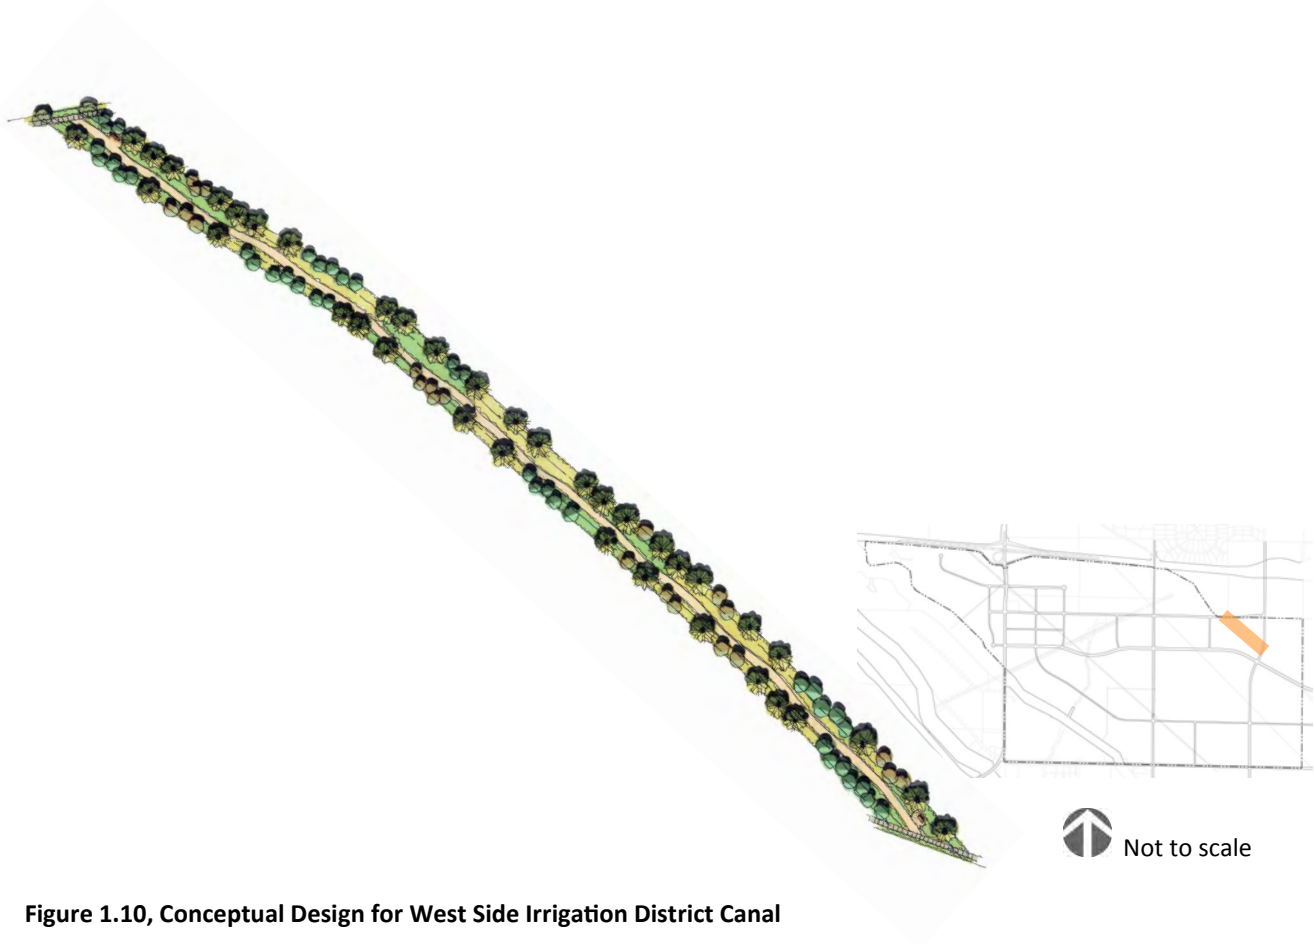 Not to scale
Figure 1.10, Conceptual Design for West Side Irrigation District Canal